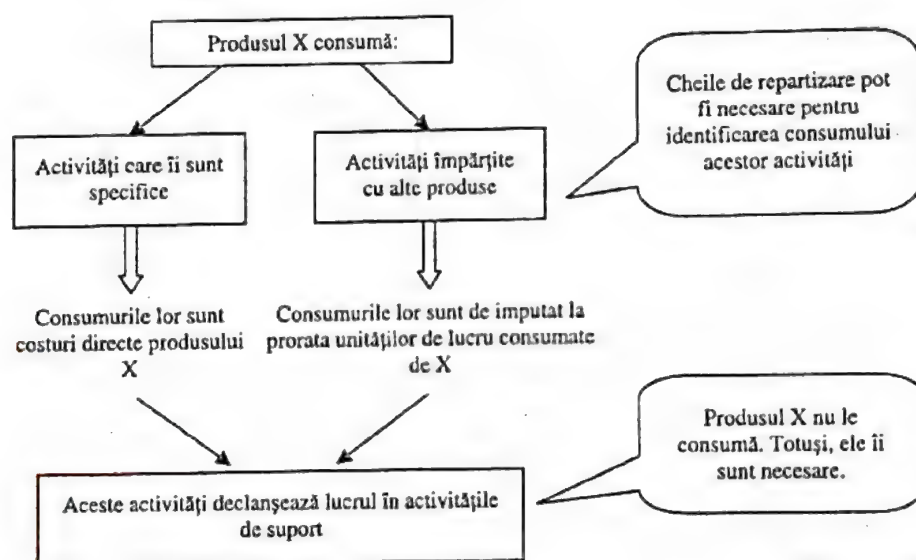 Produsul X consumă:
Cheile de repartizare pot
fi necesare pentru
identificarea consumului
acestor activități
Activități care îi sunt
specifice
Activități împărțite
cu alte produse
Consumurile lor sunt
costuri directe produsului
X
Consumurile lor sunt de imputat la
prorata unităților de lucru consumate
de X
Produsul X nu le
consumă. Totuși, ele îi
sunt necesare.
Aceste activități declanșează lucrul în activitățile
de suport